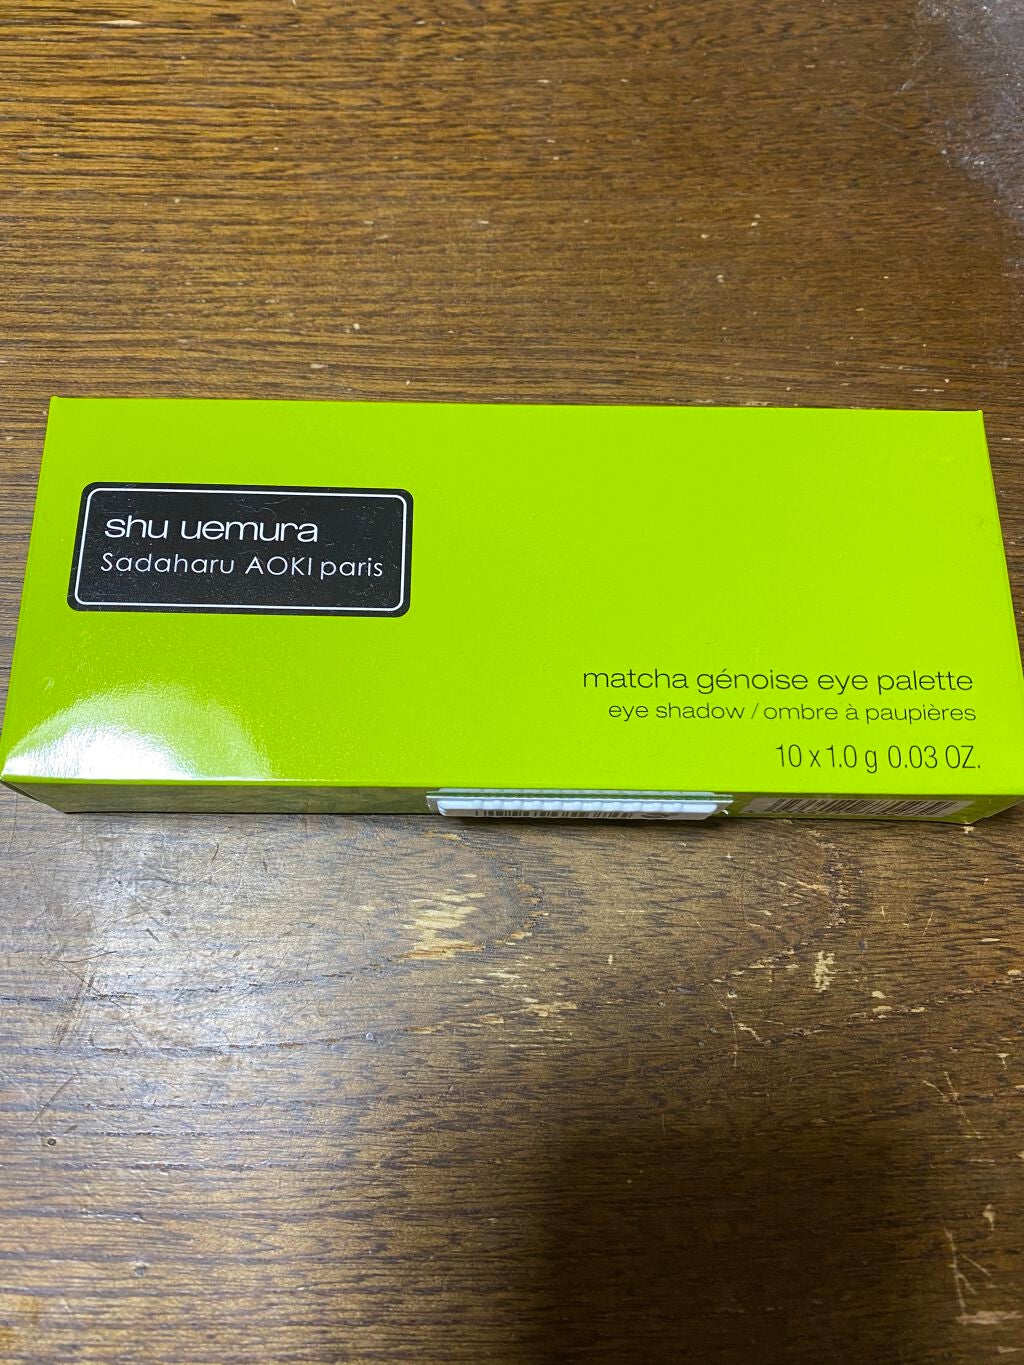 shu uemura
Sadaharu AOKI paris
matcha génoise eye palette
eye shadow / ombre à paupières
10 x 1.0 g 0.03 OZ.